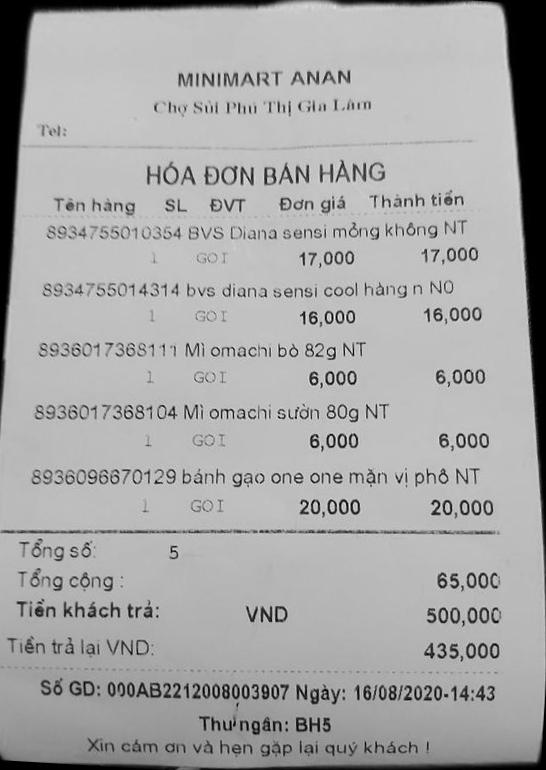 MINIMART ANAN
Chợ Sủi Phú Thị Gia Lâm
Tel:
HÓA ĐƠN BÁN HÀNG
Tên hàng SL ĐVT Đơn giá Thành tiền
8934755010354 BVS Diana sensi mỏng không NT
1 GOI 17,000 17,000
8934755014314 bvs diana sensi cool hàng n N0
1 GOI 16,000 16,000
8936017368111 Mì omachi bò 82g NT
1 GOI 6,000 6,000
8936017368104 Mì omachi sườn 80g NT
1 GOI 6,000 6,000
8936096670129 bánh gạo one one mặn vị phô NT
1 GOI 20,000 20,000
Tổng số: 5
Tổng cộng : 65,000
Tiền khách trả: VND 500,000
Tiền trả lại VND: 435,000
Số GD: 000AB2212008003907 Ngày: 16/08/2020-14:43
Thu ngân: BH5
Xin cảm ơn và hẹn gặp lại quý khách !